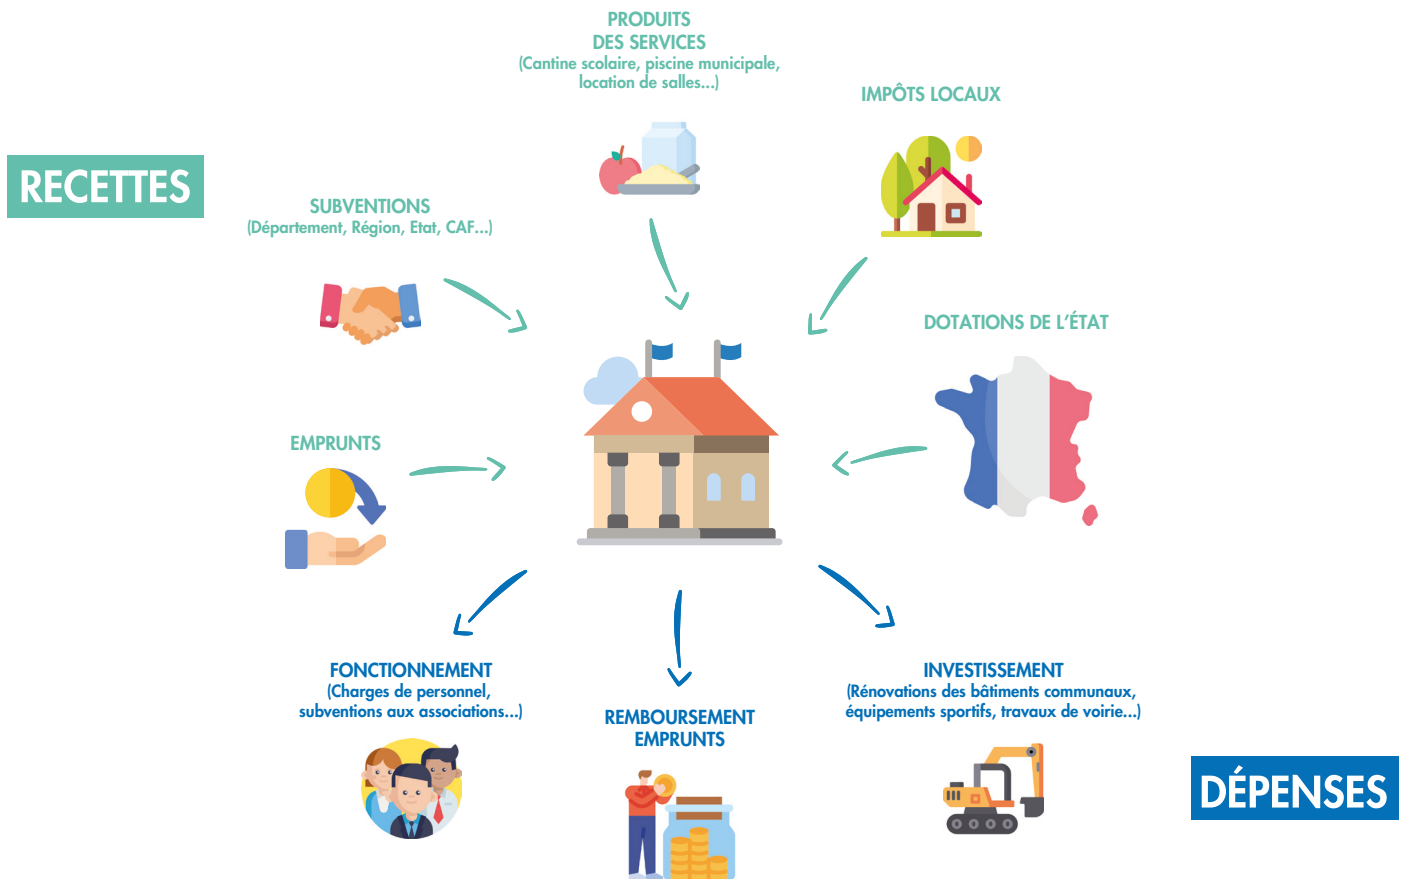 PRODUITS
DES SERVICES
(Cantine scolaire, piscine municipale,
location de salles...)
IMPÔTS LOCAUX
RECETTES
SUBVENTIONS
(Département, Région, Etat, CAF...)
DOTATIONS DE L'ÉTAT
EMPRUNTS
FONCTIONNEMENT
(Charges de personnel,
subventions aux associations...)
REMBOURSEMENT
EMPRUNTS
INVESTISSEMENT
(Rénovations des bâtiments communaux,
équipements sportifs, travaux de voirie...)
DÉPENSES